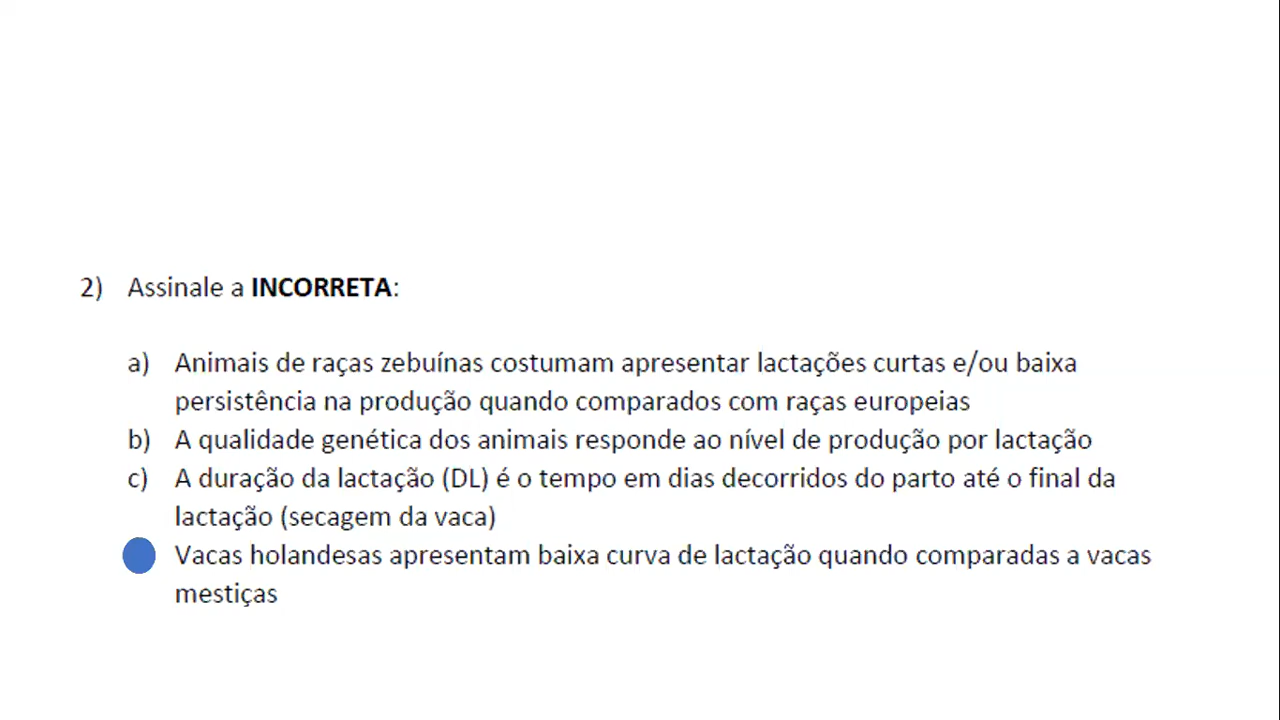 2) Assinale a INCORRETA:
a) Animais de raças zebuínas costumam apresentar lactações curtas e/ou baixa
persistência na produção quando comparados com raças europeias
b) A qualidade genética dos animais responde ao nível de produção por lactação
c) A duração da lactação (DL) é o tempo em dias decorridos do parto até o final da
lactação (secagem da vaca)
Vacas holandesas apresentam baixa curva de lactação quando comparadas a vacas
mestiças